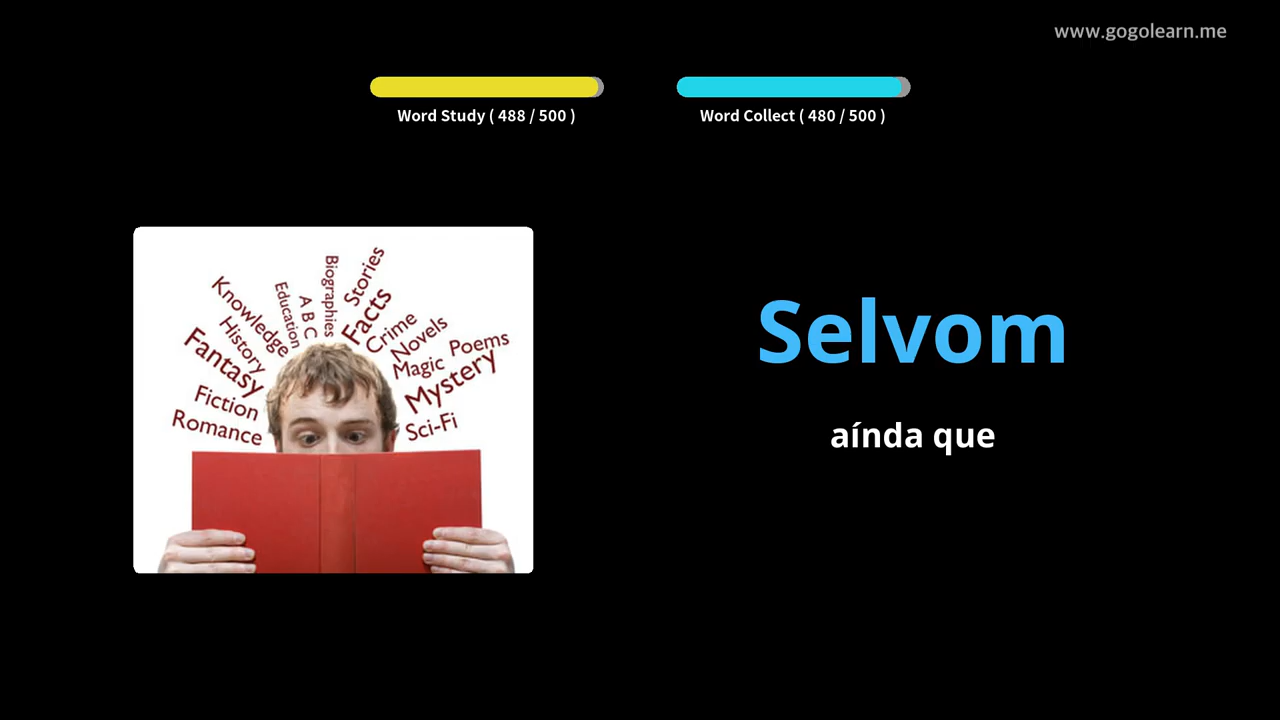 www.gogolearn.me
Word Study ( 488 / 500 )
Word Collect ( 480 / 500 )
Selvom
aínda que
Knowledge
History
Fantasy
Fiction
Romance
Education
A B C
Biographies
Stories
Facts
Crime
Novels
Magic
Poems
Mystery
Sci-Fi